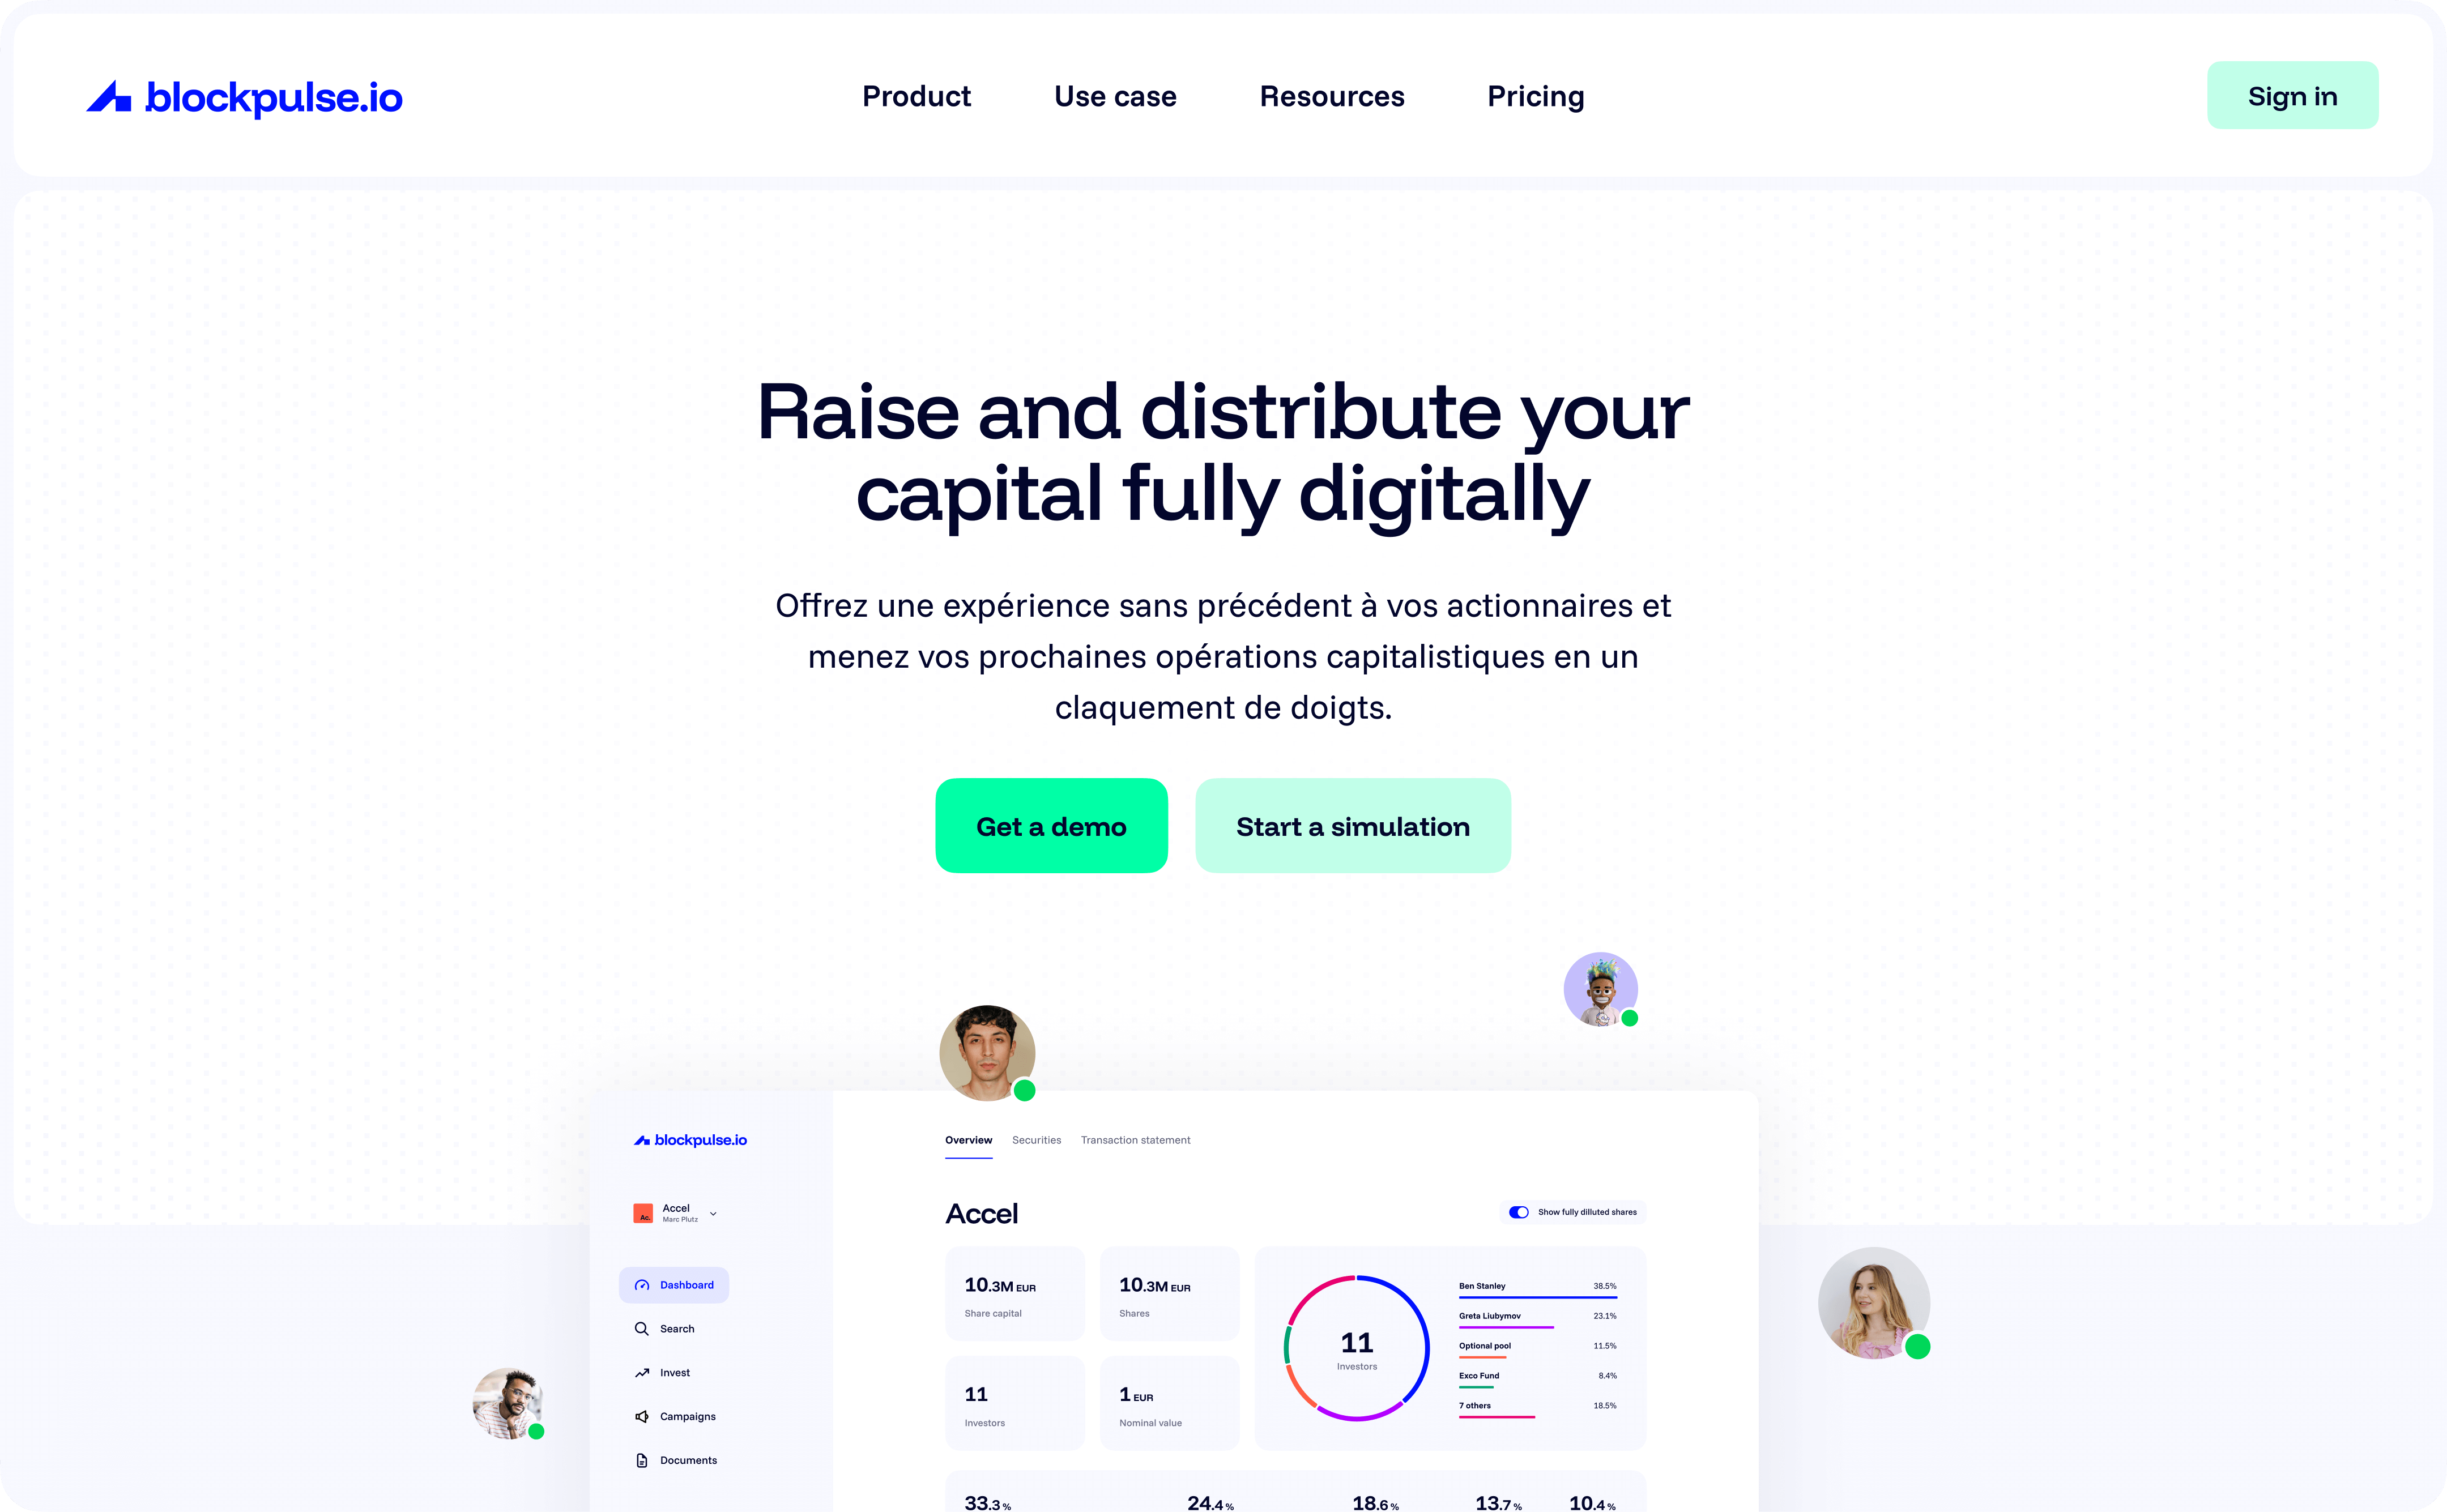 blockpulse.io
Product
Use case
Resources
Pricing
Sign in
Raise and distribute your
capital fully digitally
Offrez une expérience sans précédent à vos actionnaires et
menez vos prochaines opérations capitalistiques en un
claquement de doigts.
Get a demo
Start a simulation
blockpulse.io
Ac.
Accel
Marc Plutz
Dashboard
Search
Invest
Campaigns
Documents
Overview
Securities
Transaction statement
Accel
Show fully dilluted shares
10.3M EUR
Share capital
10.3M EUR
Shares
11
Investors
1 EUR
Nominal value
11
Investors
Ben Stanley 38.5%
Greta Liubymov 23.1%
Optional pool 11.5%
Exco Fund 8.4%
7 others 18.5%
33.3 % 24.4 % 18.6 % 13.7 % 10.4 %